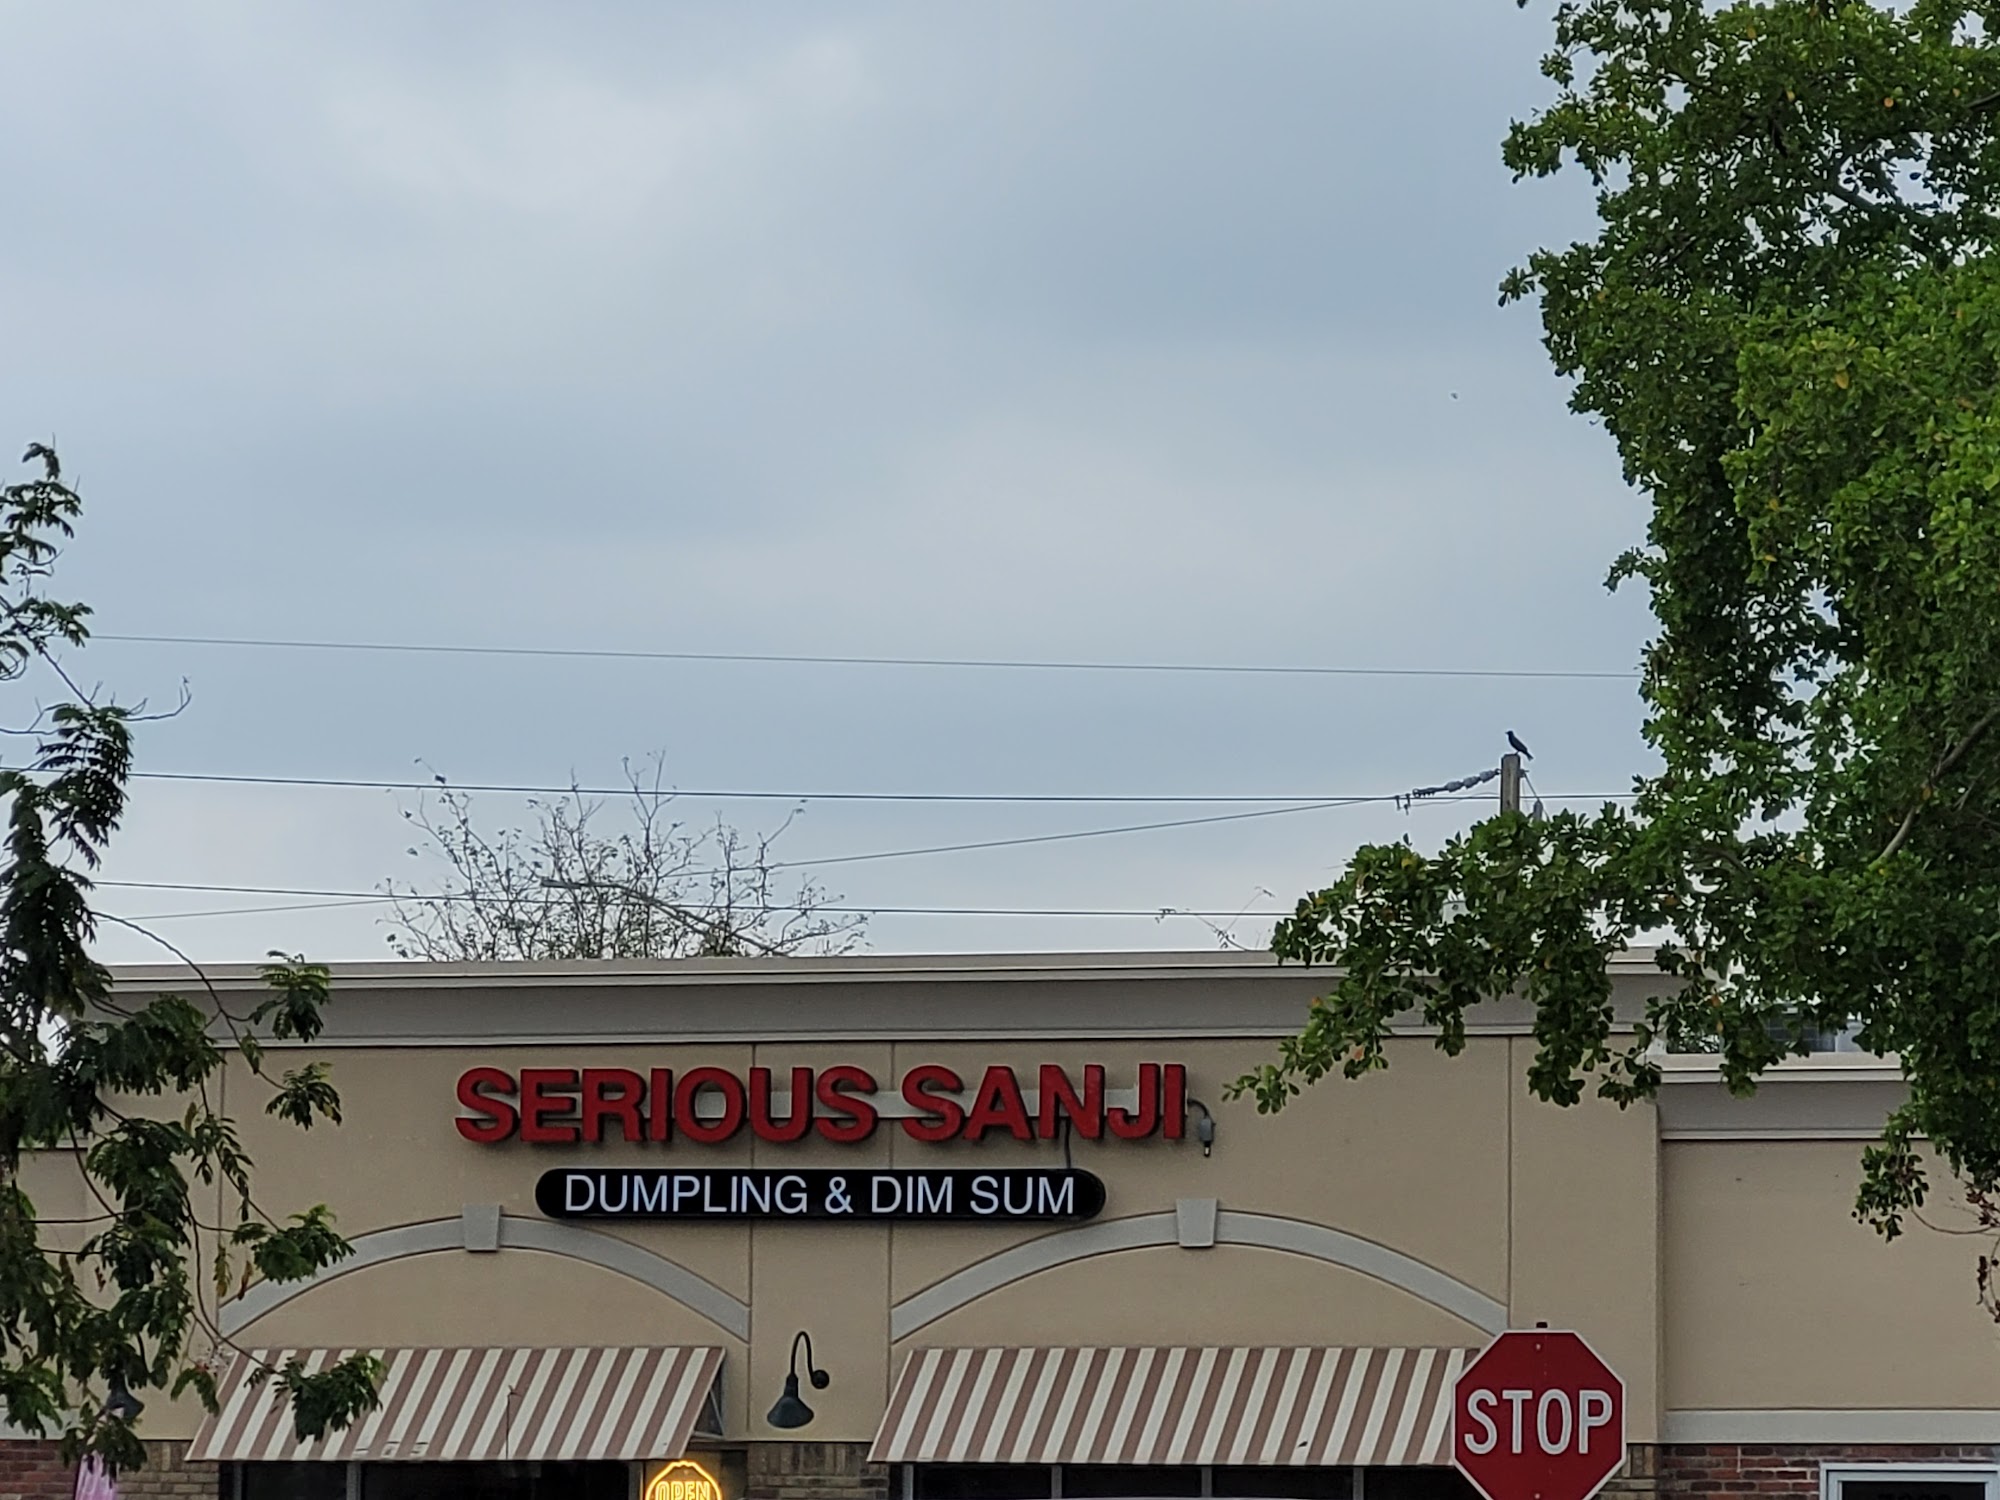 SERIOUS SANJI
DUMPLING & DIM SUM
STOP
OPEN